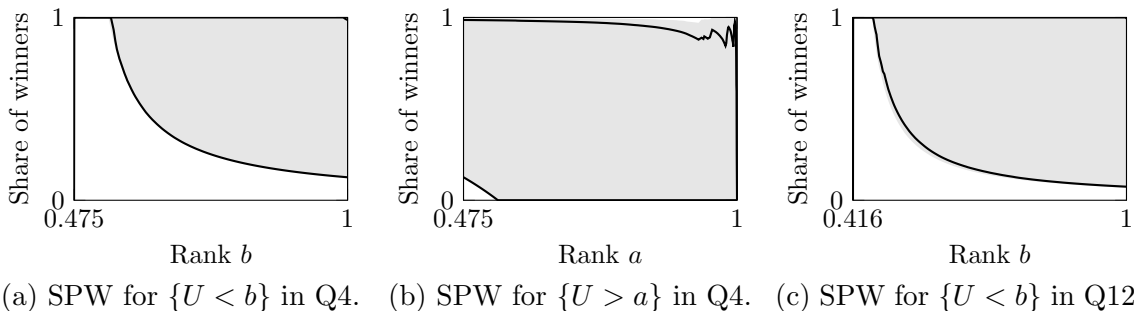 Share of winners
1
0
0.475
1
Rank b
(a) SPW for {U < b} in Q4.
Share of winners
1
0
0.475
1
Rank a
(b) SPW for {U > a} in Q4.
Share of winners
1
0
0.416
1
Rank b
(c) SPW for {U < b} in Q12